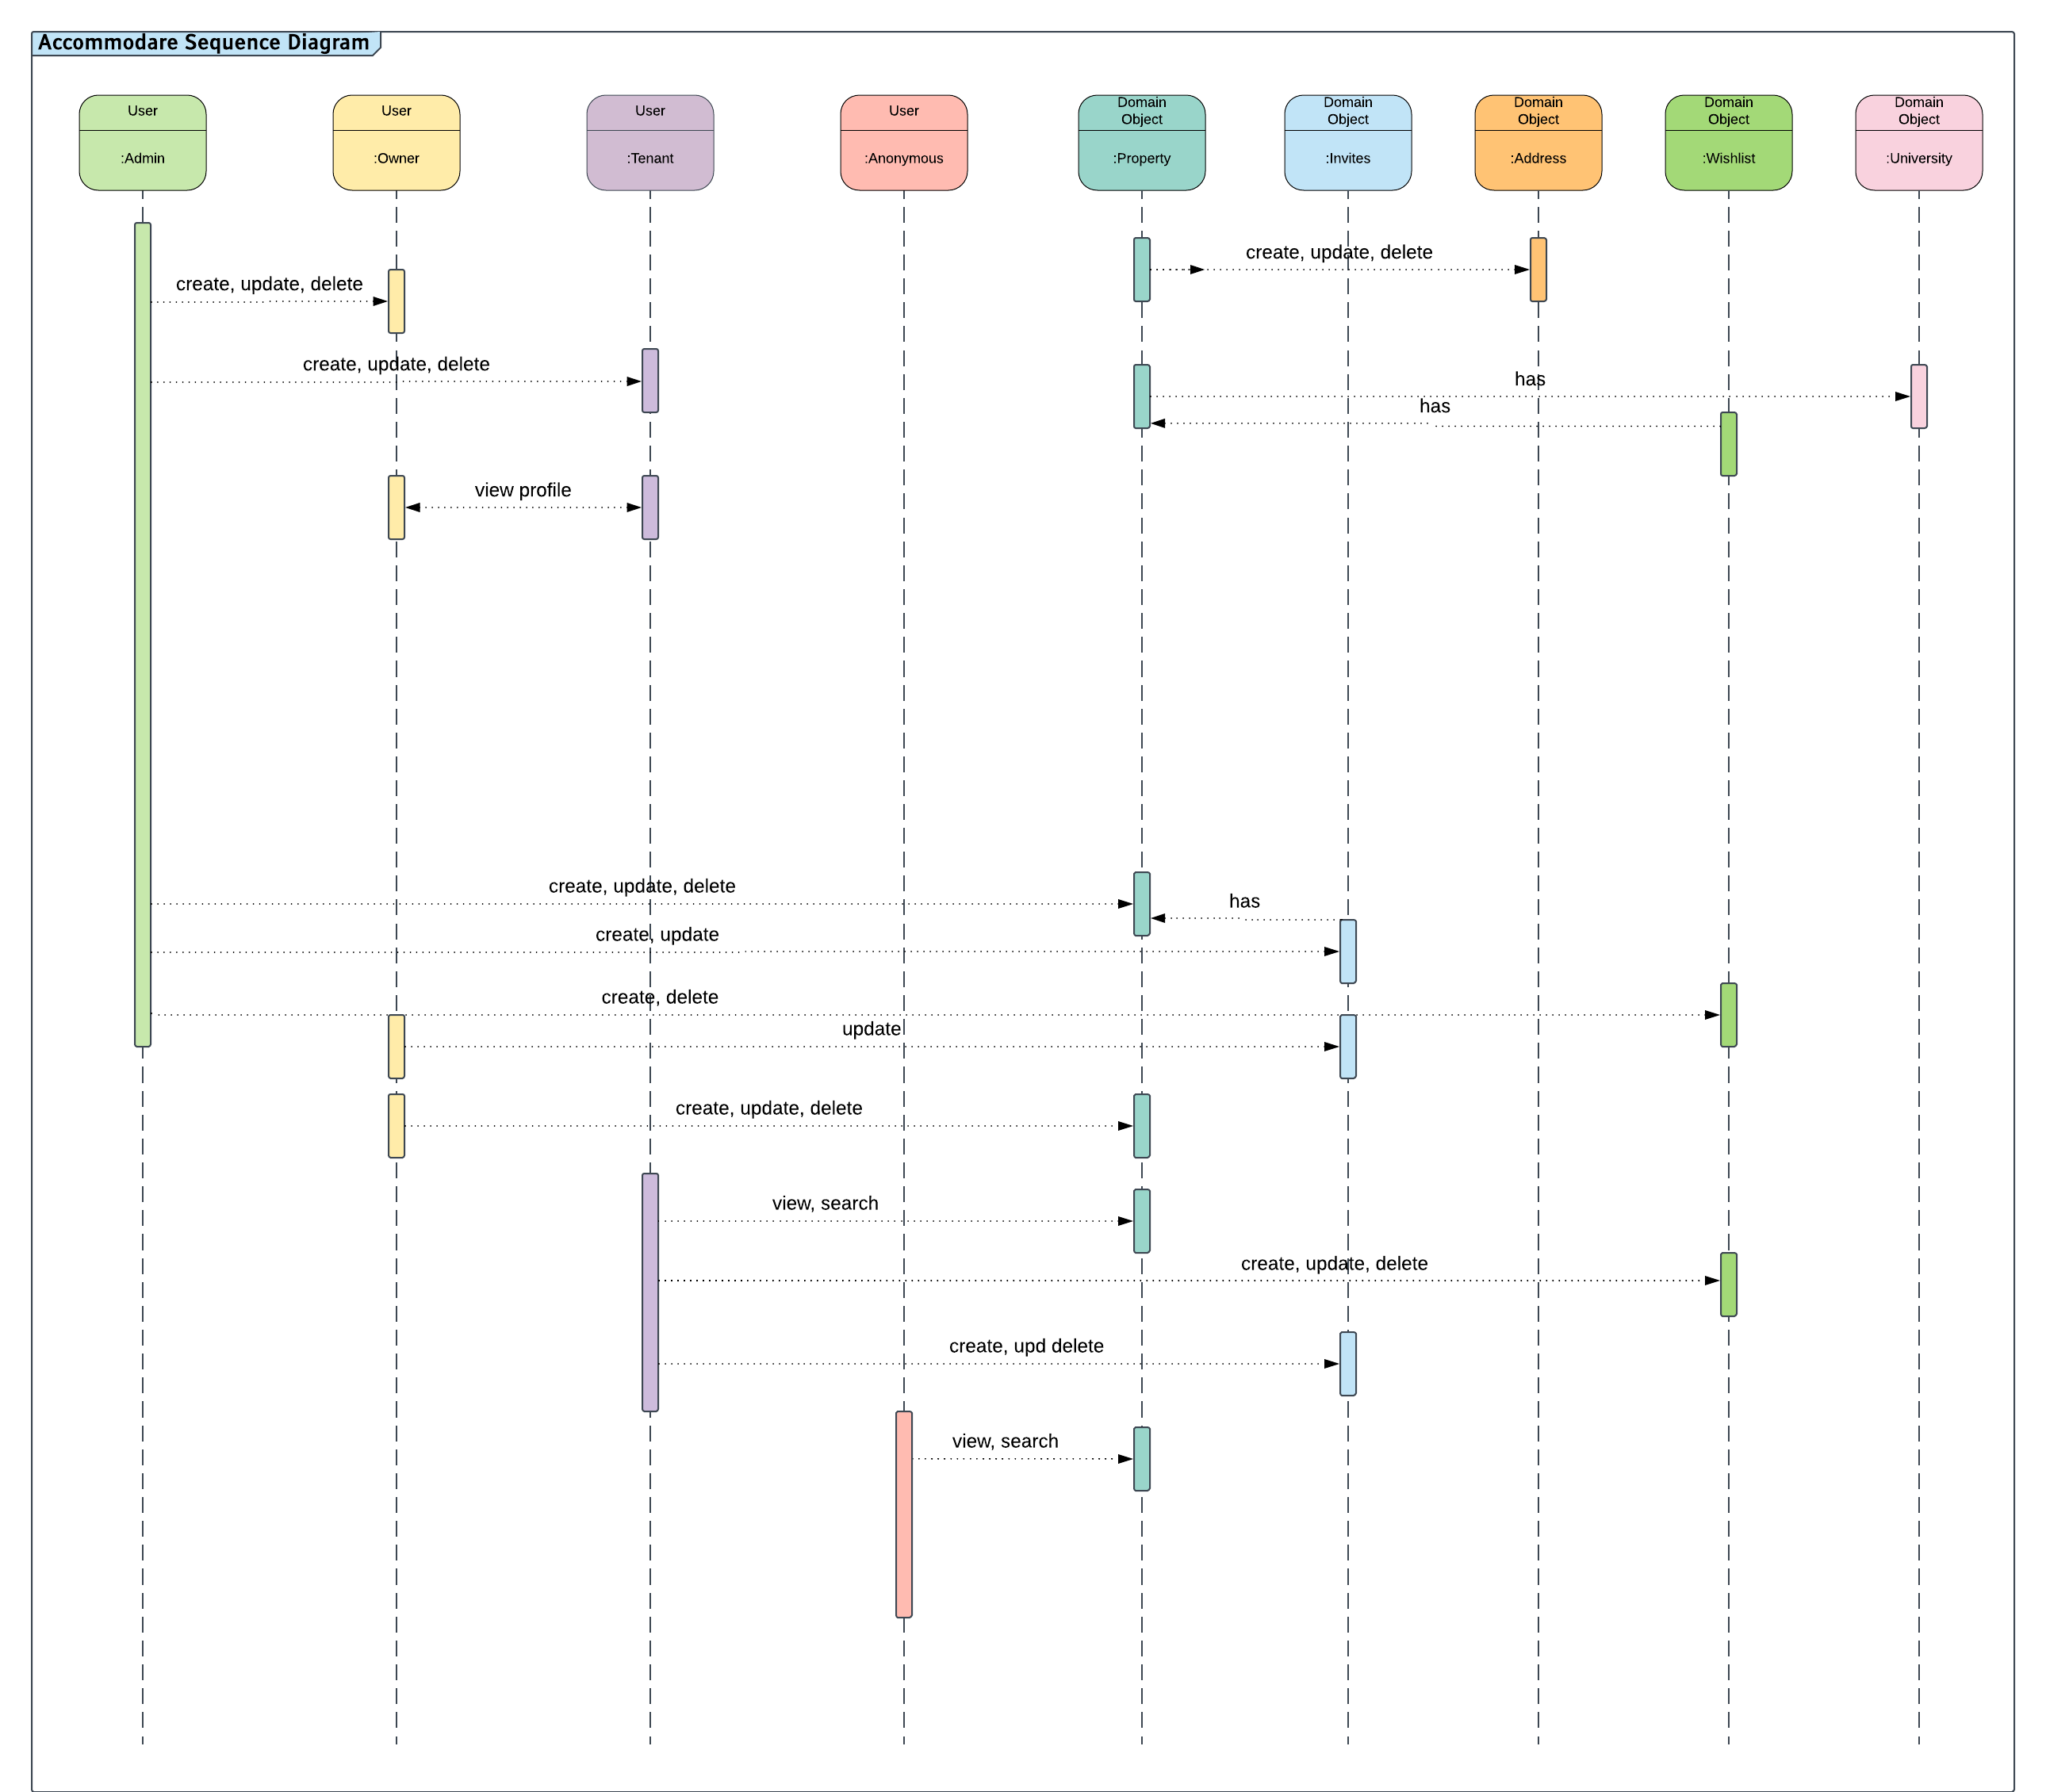 Accommodare Sequence Diagram
User
:Admin
User
:Owner
User
:Tenant
User
:Anonymous
Domain
Object
:Property
Domain
Object
:Invites
Domain
Object
:Address
Domain
Object
:Wishlist
Domain
Object
:University
create, update, delete
create, update, delete
create, update, delete
has
has
view profile
create, update, delete
has
create, update
create, delete
update
create, update, delete
view, search
create, update, delete
create, upd delete
view, search